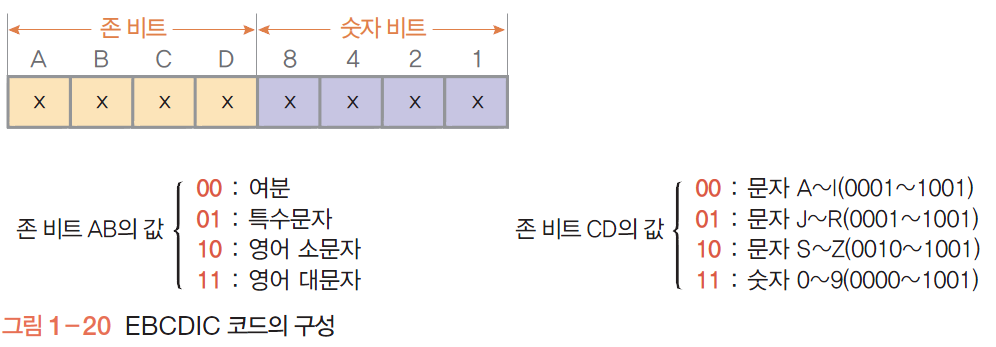 존 비트 숫자 비트
A B C D 8 4 2 1
x x x x x x x x
존 비트 AB의 값
00 : 여분
01 : 특수문자
10 : 영어 소문자
11 : 영어 대문자
존 비트 CD의 값
00 : 문자 A~I(0001~1001)
01 : 문자 J~R(0001~1001)
10 : 문자 S~Z(0010~1001)
11 : 숫자 0~9(0000~1001)
그림 1-20 EBCDIC 코드의 구성